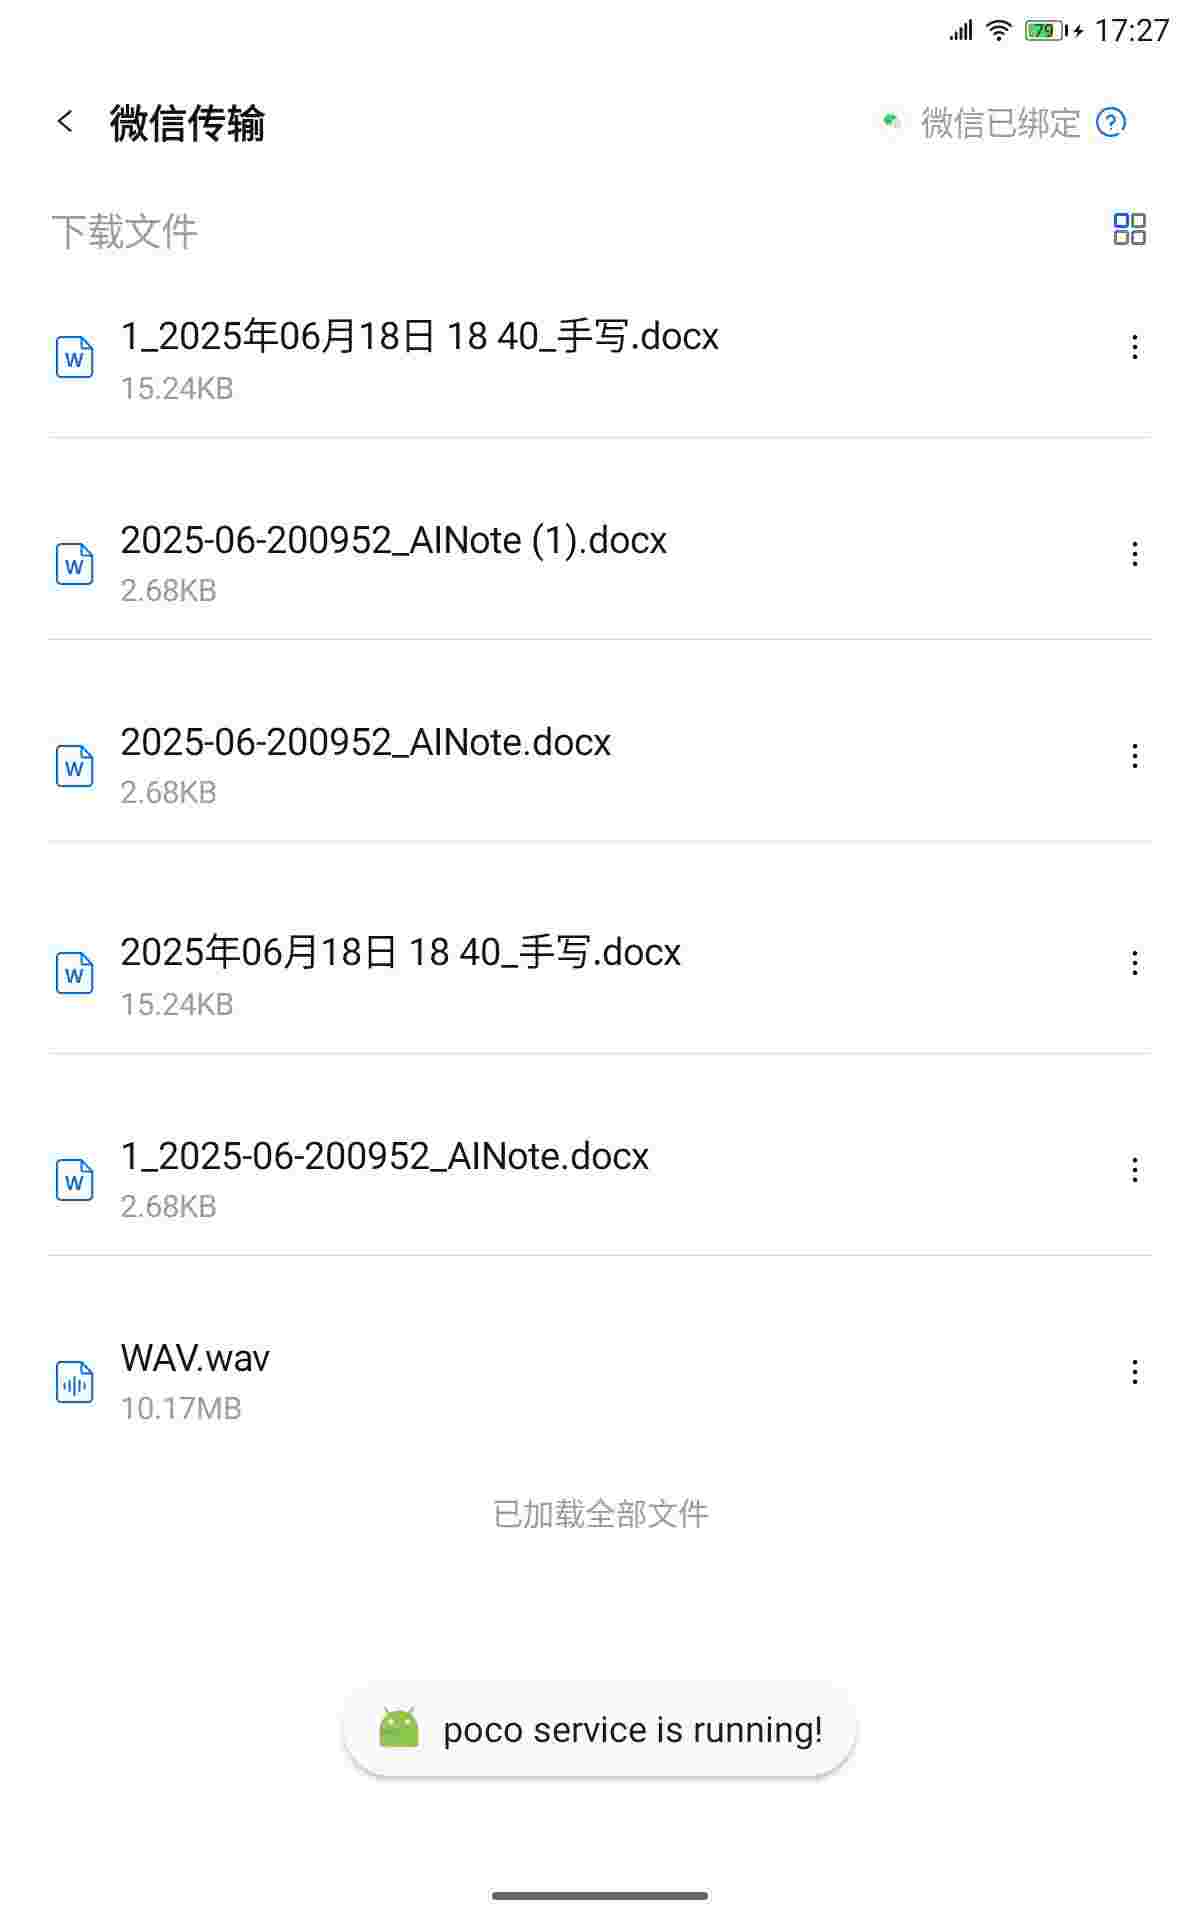 79 17:27
微信传输
微信已绑定
下载文件
1_2025年06月18日 18 40_手写.docx
15.24KB
2025-06-200952_AINote (1).docx
2.68KB
2025-06-200952_AINote.docx
2.68KB
2025年06月18日 18 40_手写.docx
15.24KB
1_2025-06-200952_AINote.docx
2.68KB
WAV.wav
10.17MB
已加载全部文件
poco service is running!